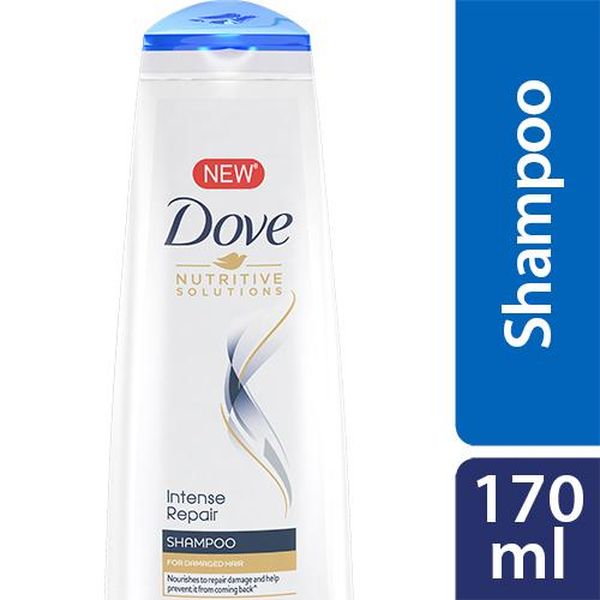 NEW*
Dove
NUTRITIVE
SOLUTIONS
Intense
Repair
SHAMPOO
FOR DAMAGED HAIR
Nourishes to repair damage and help
prevent it from coming back^
Shampoo
170
ml